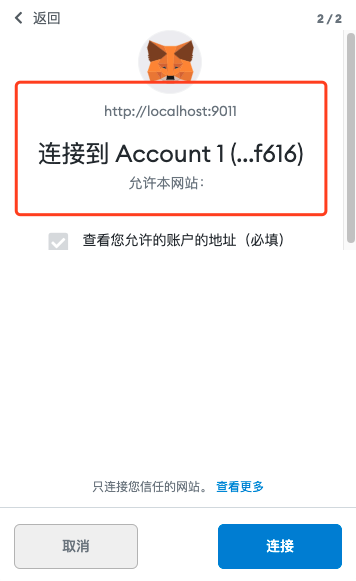 返回
2 / 2
http://localhost:9011
连接到 Account 1 (...f616)
允许本网站：
查看您允许的账户的地址（必填）
只连接您信任的网站。 查看更多
取消
连接